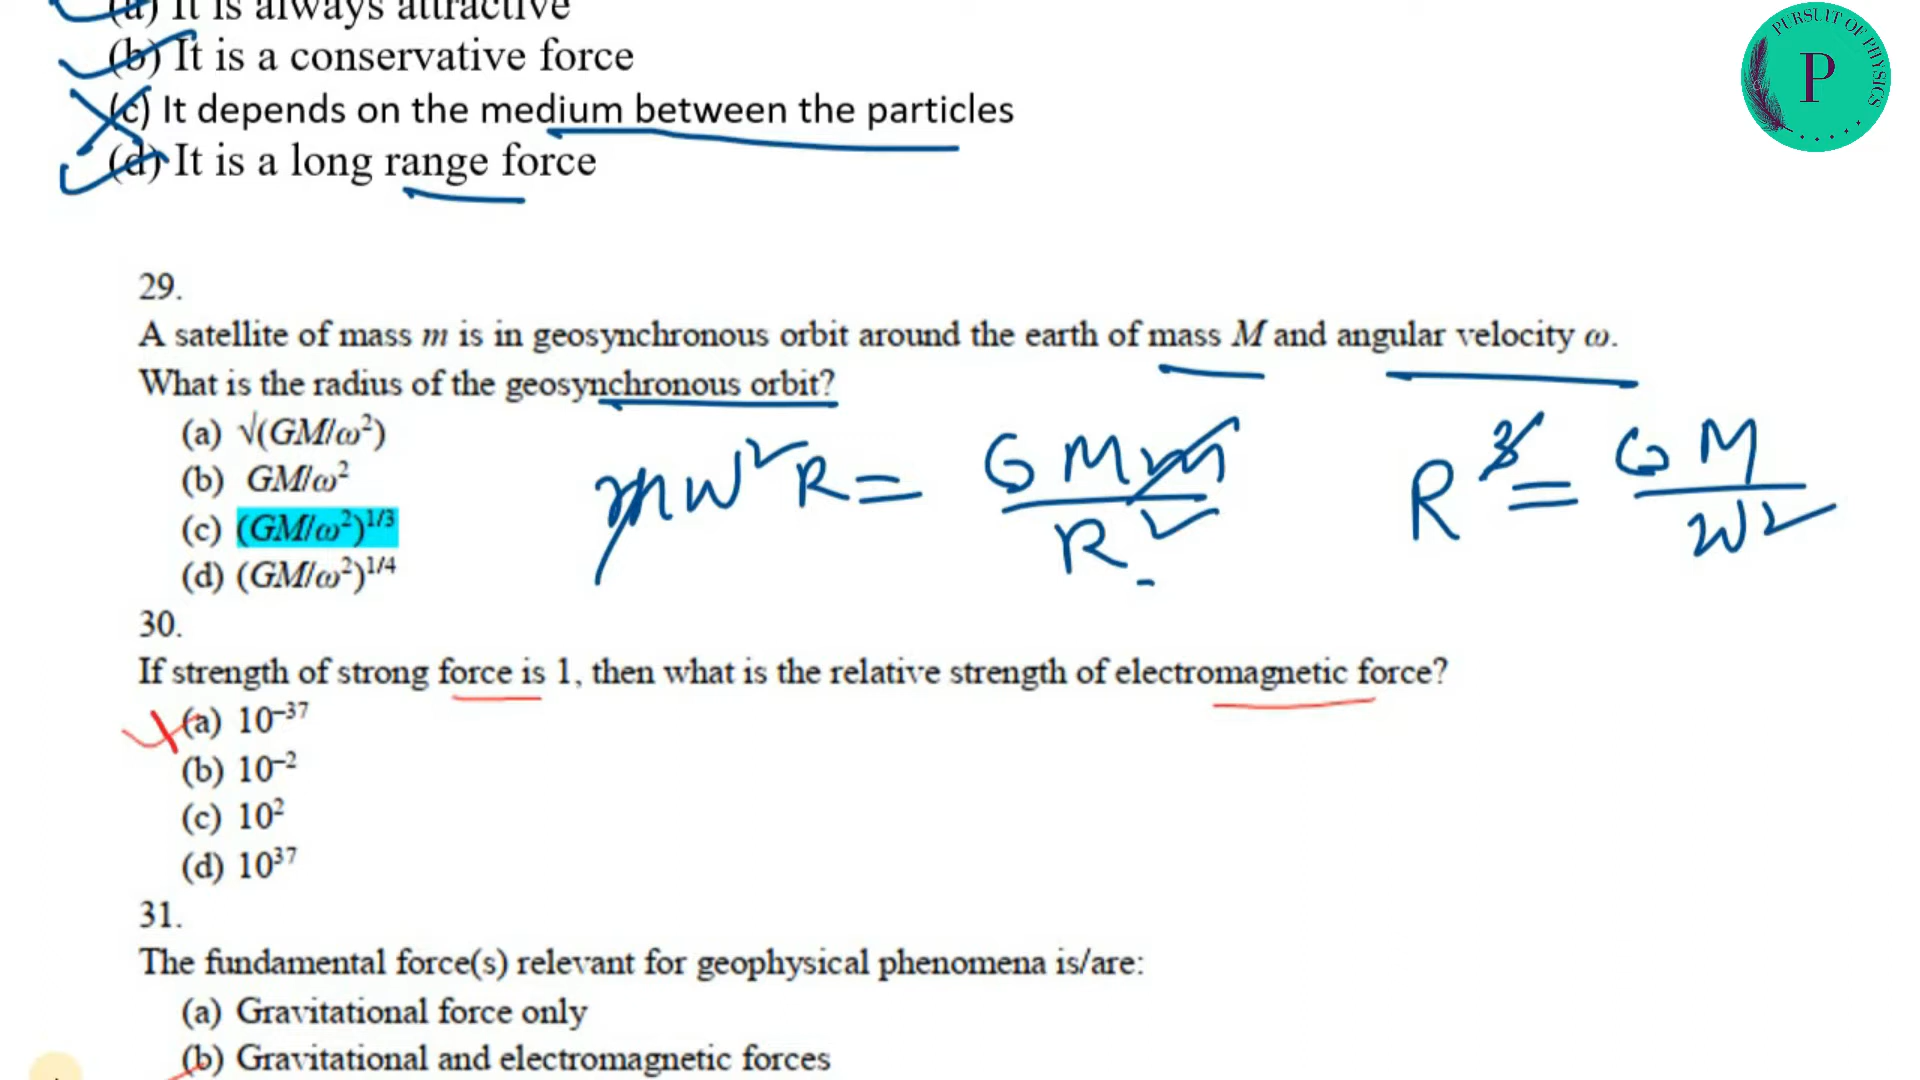 (a) It is always attractive
(b) It is a conservative force
(c) It depends on the medium between the particles
(d) It is a long range force
PURSUIT OF PHYSICS
P
29.
A satellite of mass m is in geosynchronous orbit around the earth of mass M and angular velocity ω.
What is the radius of the geosynchronous orbit?
(a) √(GM/ω²)
(b) GM/ω²
(c) (GM/ω²)^1/3
(d) (GM/ω²)^1/4
mw²R = GMm/R²
R³ = GM/w²
30.
If strength of strong force is 1, then what is the relative strength of electromagnetic force?
(a) 10⁻³⁷
(b) 10⁻²
(c) 10²
(d) 10³⁷
31.
The fundamental force(s) relevant for geophysical phenomena is/are:
(a) Gravitational force only
(b) Gravitational and electromagnetic forces